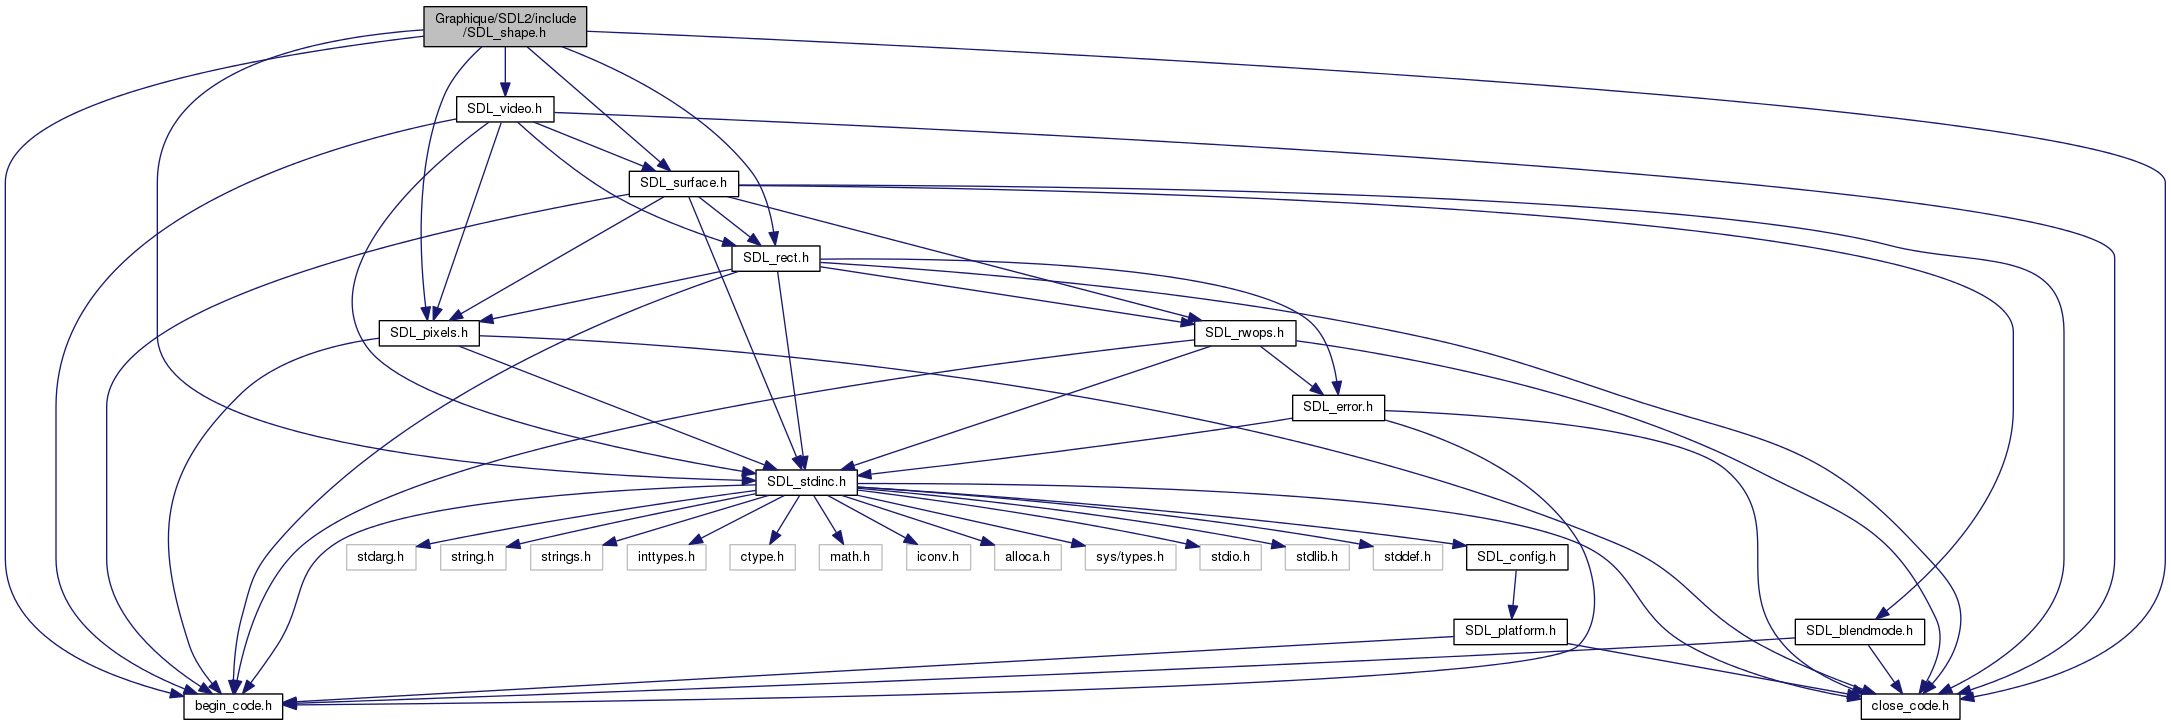 Graphique/SDL2/include
/SDL_shape.h
SDL_video.h
SDL_surface.h
SDL_rect.h
SDL_pixels.h
SDL_rwops.h
SDL_error.h
SDL_stdinc.h
stdarg.h
string.h
strings.h
inttypes.h
ctype.h
math.h
iconv.h
alloca.h
sys/types.h
stdio.h
stdlib.h
stddef.h
SDL_config.h
SDL_platform.h
SDL_blendmode.h
begin_code.h
close_code.h